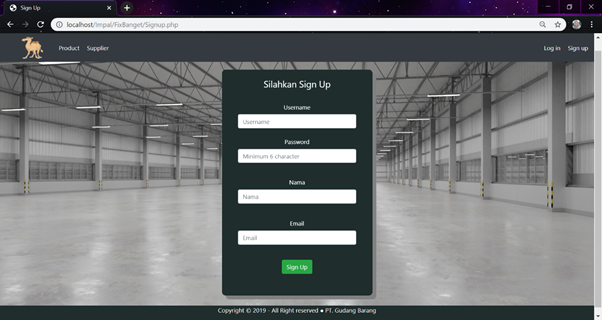 Sign Up
localhost/Impal/FixBanget/Signup.php
Product Supplier Log in Sign up
Silahkan Sign Up
Username
Username
Password
Minimum 6 character
Nama
Nama
Email
Email
Sign Up
Copyright © 2019 - All Right reserved ● PT. Gudang Barang